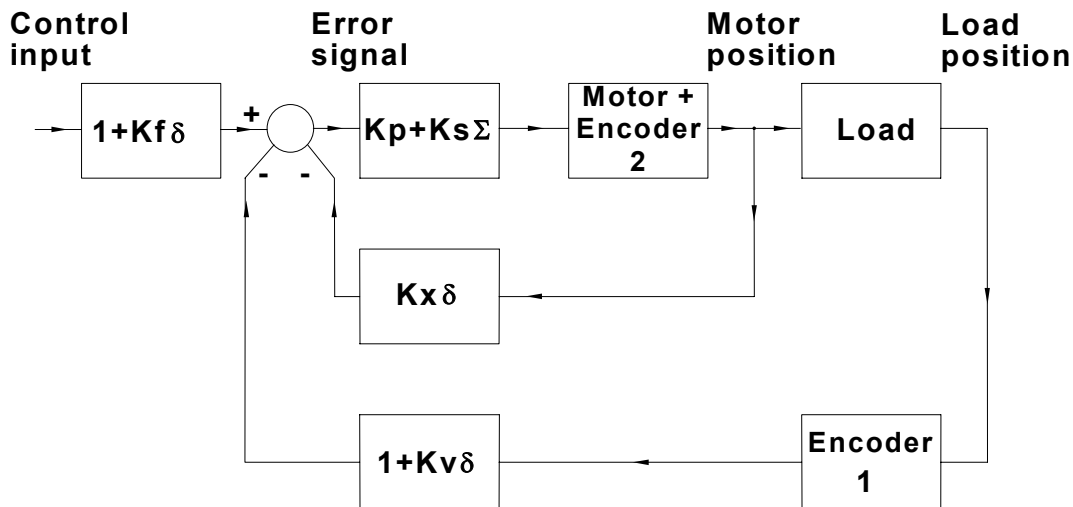 Control
input
Error
signal
Motor
position
Load
position
1+Kfδ
+
Kp+KsΣ
Motor +
Encoder
2
Load
-
-
Kxδ
1+Kvδ
Encoder
1